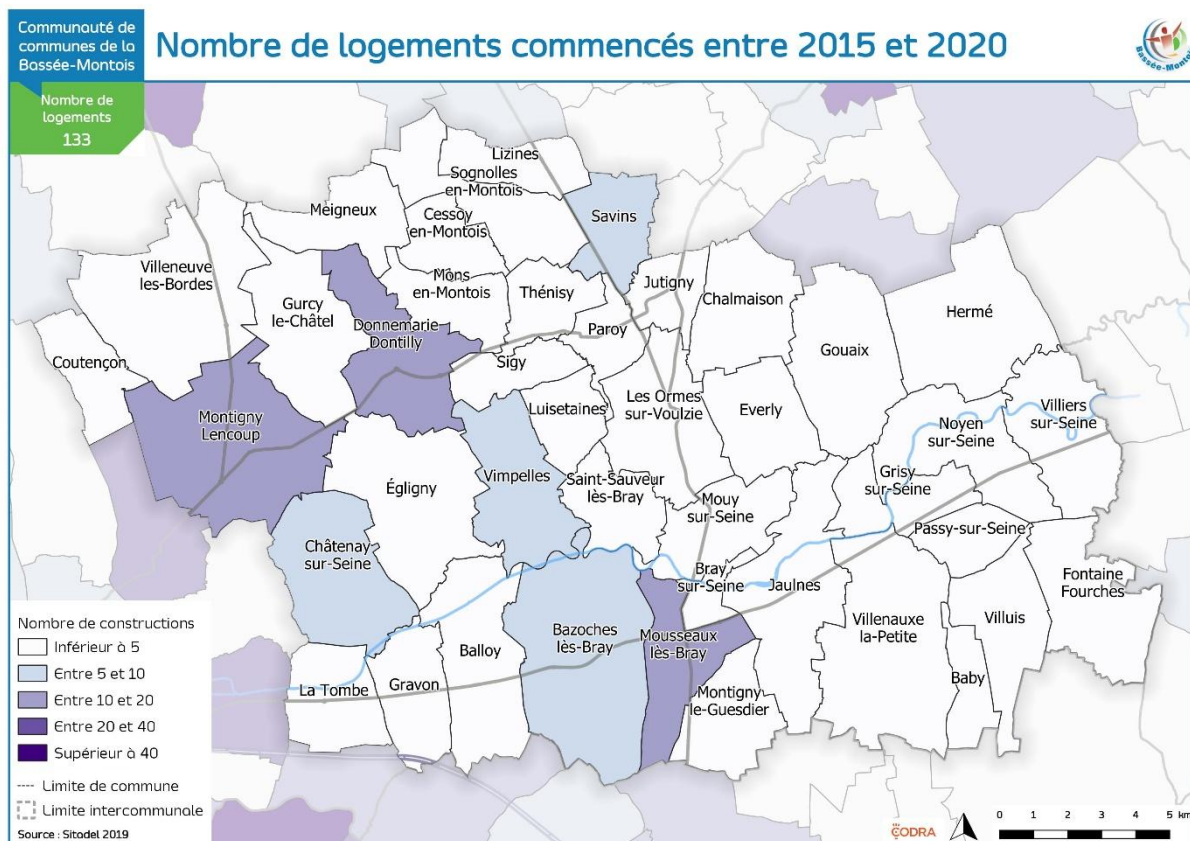 Communauté de
communes de la
Bassée-Montois
Nombre de logements commencés entre 2015 et 2020
Nombre de
logements
133
Lizines
Sognolles
en-Montois
Meigneux
Cessoy
en-Montois
Savins
Villeneuve
les-Bordes
Mons
en-Montois
Thénisy
Jutigny
Chalmaison
Hermé
Gurcy
le-Châtel
Donnemarie
Dontilly
Paroy
Gouaix
Coutençon
Sigy
Luisetaines
Les Ormes
sur-Voulzie
Everly
Montigny
Lencoup
Noyen
sur-Seine
Villiers
sur-Seine
Égligny
Vimpelles
Saint-Sauveur
lès-Bray
Grisy
sur-Seine
Mouy
sur-Seine
Passy-sur-Seine
Châtenay
sur-Seine
Bray
sur-Seine
Jaulnes
Fontaine
Fourches
Villenauxe
la-Petite
Villuis
Bazoches
lès-Bray
Mousseaux
lès-Bray
Balloy
La Tombe
Gravon
Baby
Montigny
le-Guesdier
Nombre de constructions
Inférieur à 5
Entre 5 et 10
Entre 10 et 20
Entre 20 et 40
Supérieur à 40
Limite de commune
Limite intercommunale
Source : Sitadel 2019
CODRA
0 1 2 3 4 5 km